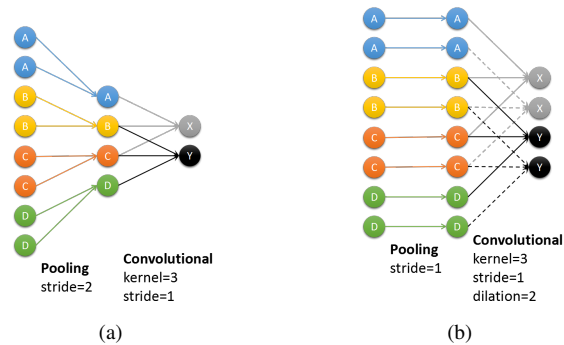 A
A
B
B
C
C
D
D
A
B
C
D
X
Y
Pooling
stride=2
Convolutional
kernel=3
stride=1
(a)
A
A
B
B
C
C
D
D
A
A
B
B
C
C
D
D
X
X
Y
Y
Pooling
stride=1
Convolutional
kernel=3
stride=1
dilation=2
(b)